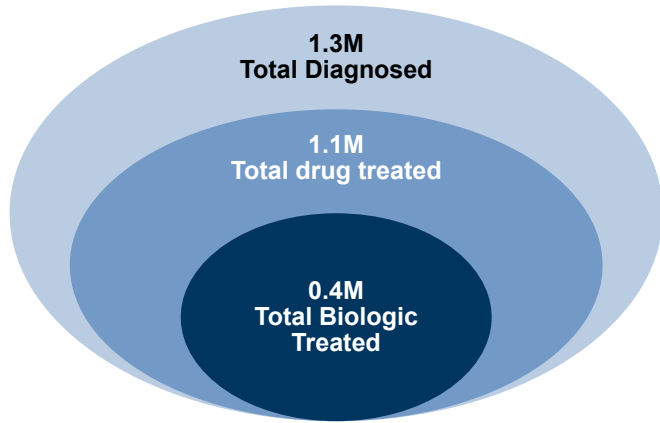 1.3M
Total Diagnosed
1.1M
Total drug treated
0.4M
Total Biologic
Treated